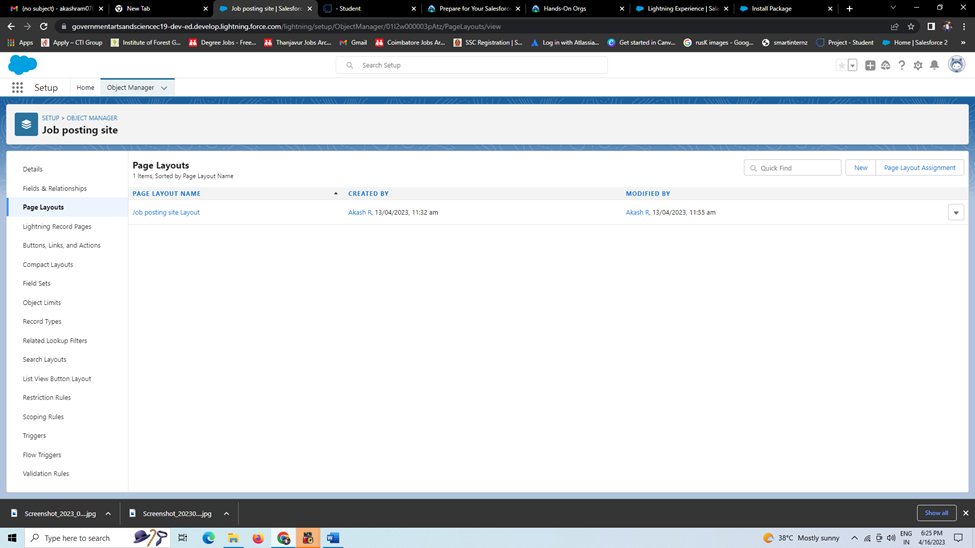 (no subject) - akashram070
New Tab
Job posting site | Salesforce
- Student
Prepare for Your Salesforce
Hands-On Orgs
Lightning Experience | Sales
Install Package
governmentartsandsciencec19-dev-ed.develop.lightning.force.com/lightning/setup/ObjectManager/01I2w000003pAtz/PageLayouts/view
Apps
Apply – CTI Group
Institute of Forest G...
Degree Jobs - Free...
Thanjavur Jobs Arc...
Gmail
Coimbatore Jobs Ar...
SSC Registration | S...
Log in with Atlassia...
Get started in Canv...
rusK images - Goog...
smartinternz
Project - Student
Home | Salesforce 2
Search Setup
Setup
Home
Object Manager
SETUP > OBJECT MANAGER
Job posting site
Details
Fields & Relationships
Page Layouts
Lightning Record Pages
Buttons, Links, and Actions
Compact Layouts
Field Sets
Object Limits
Record Types
Related Lookup Filters
Search Layouts
List View Button Layout
Restriction Rules
Scoping Rules
Triggers
Flow Triggers
Validation Rules
Page Layouts
1 Items, Sorted by Page Layout Name
Quick Find
New
Page Layout Assignment
PAGE LAYOUT NAME
CREATED BY
MODIFIED BY
Job posting site Layout
Akash R, 13/04/2023, 11:32 am
Akash R, 13/04/2023, 11:55 am
Screenshot_2023_0....jpg
Screenshot_20230....jpg
Show all
Type here to search
38°C Mostly sunny
ENG
IN
6:25 PM
4/16/2023